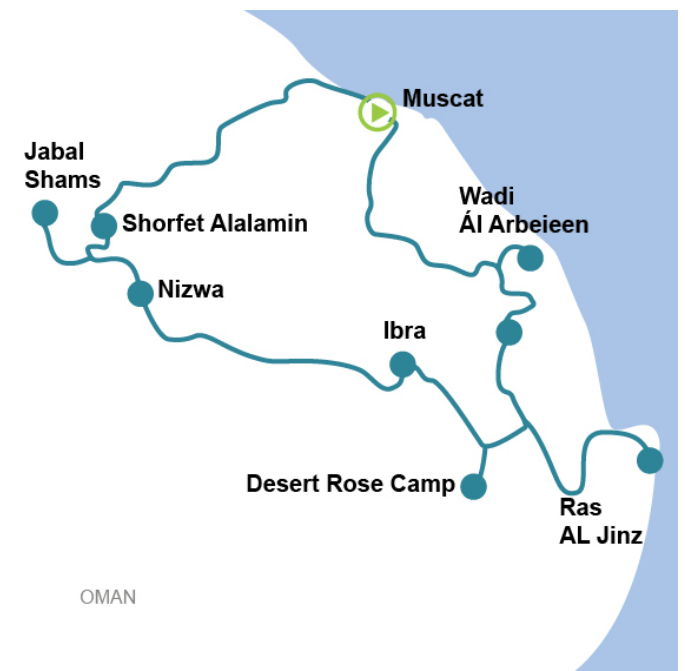 Muscat
Jabal
Shams
Wadi
Ál Arbeieen
Shorfet Alalamin
Nizwa
Ibra
Desert Rose Camp
Ras
AL Jinz
OMAN